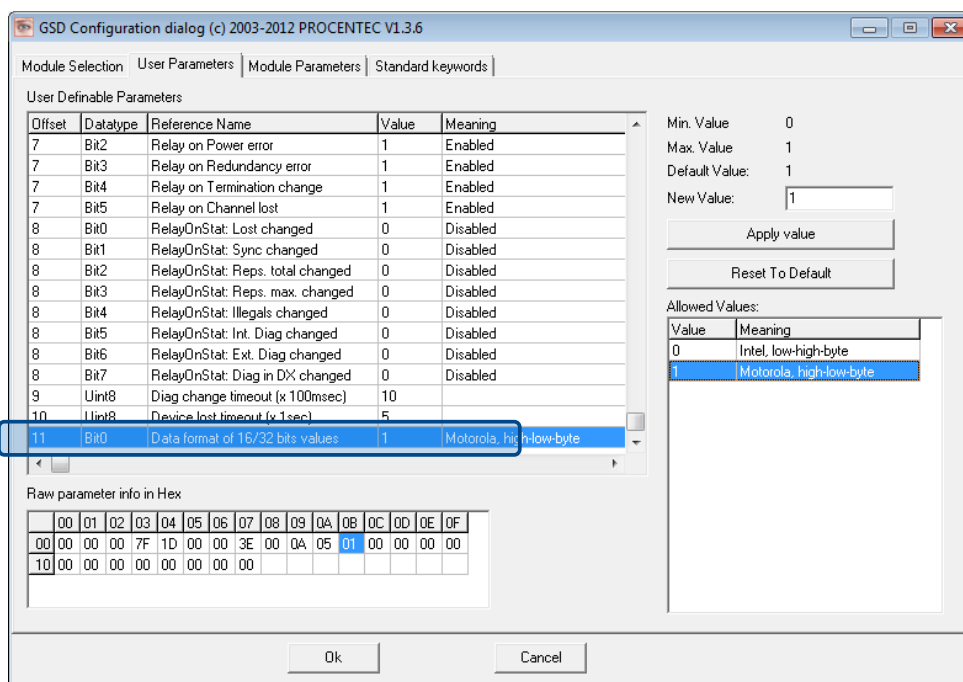 GSD Configuration dialog (c) 2003-2012 PROCENTEC V1.3.6
Module Selection User Parameters Module Parameters Standard keywords
User Definable Parameters
Offset Datatype Reference Name Value Meaning
7 Bit2 Relay on Power error 1 Enabled
7 Bit3 Relay on Redundancy error 1 Enabled
7 Bit4 Relay on Termination change 1 Enabled
7 Bit5 Relay on Channel lost 1 Enabled
8 Bit0 RelayOnStat: Lost changed 0 Disabled
8 Bit1 RelayOnStat: Sync changed 0 Disabled
8 Bit2 RelayOnStat: Reps. total changed 0 Disabled
8 Bit3 RelayOnStat: Reps. max. changed 0 Disabled
8 Bit4 RelayOnStat: Illegals changed 0 Disabled
8 Bit5 RelayOnStat: Int. Diag changed 0 Disabled
8 Bit6 RelayOnStat: Ext. Diag changed 0 Disabled
8 Bit7 RelayOnStat: Diag in DX changed 0 Disabled
9 Uint8 Diag change timeout (x 100msec) 10
10 Uint8 Device lost timeout (x 1sec) 5
11 Bit0 Data format of 16/32 bits values 1 Motorola, high-low-byte
Min. Value 0
Max. Value 1
Default Value: 1
New Value: 1
Apply value
Reset To Default
Allowed Values:
Value Meaning
0 Intel, low-high-byte
1 Motorola, high-low-byte
Raw parameter info in Hex
00 01 02 03 04 05 06 07 08 09 0A 0B 0C 0D 0E 0F
00 00 00 00 7F 1D 00 00 3E 00 0A 05 01 00 00 00 00
10 00 00 00 00 00 00 00 00
Ok Cancel